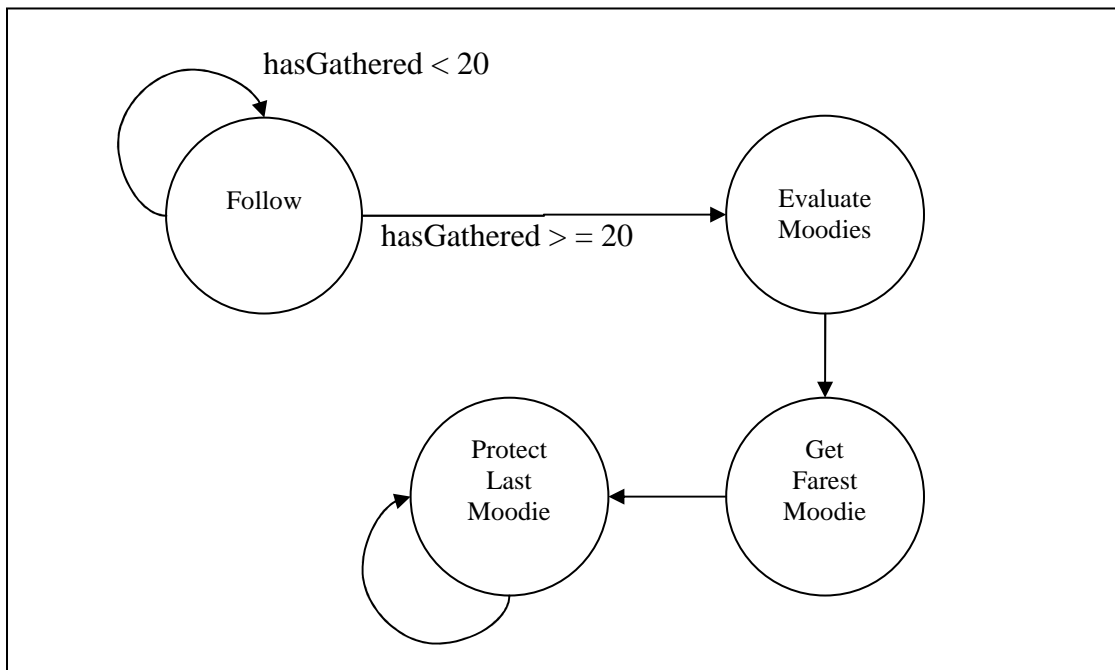 hasGathered < 20
Follow
hasGathered > = 20
Evaluate
Moodies
Protect
Last
Moodie
Get
Farest
Moodie